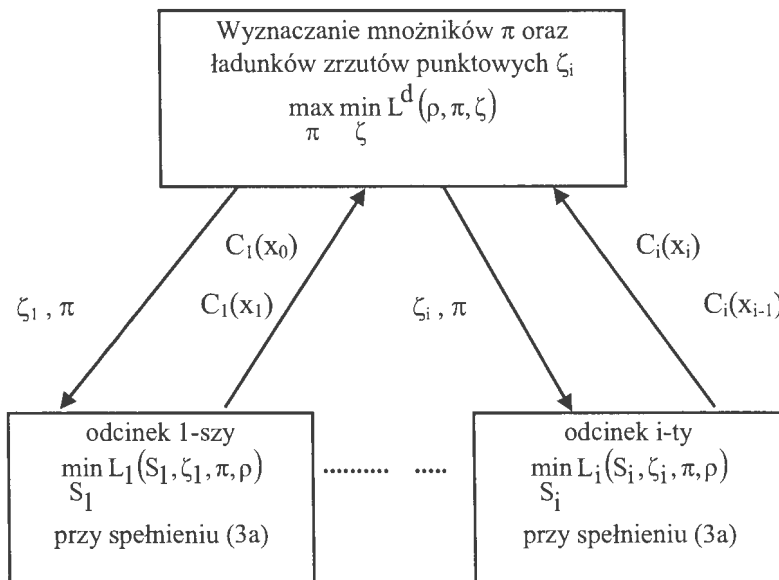 Wyznaczanie mnożników π oraz
ładunków zrzutów punktowych ζi
max min L^d (ρ, π, ζ)
π ζ
C1(x0)
C1(x1)
ζ1 , π
ζi , π
Ci(xi)
Ci(xi-1)
odcinek 1-szy
min L1(S1, ζ1, π, ρ)
S1
przy spełnieniu (3a)
.......... .....
odcinek i-ty
min Li(Si, ζi, π, ρ)
Si
przy spełnieniu (3a)